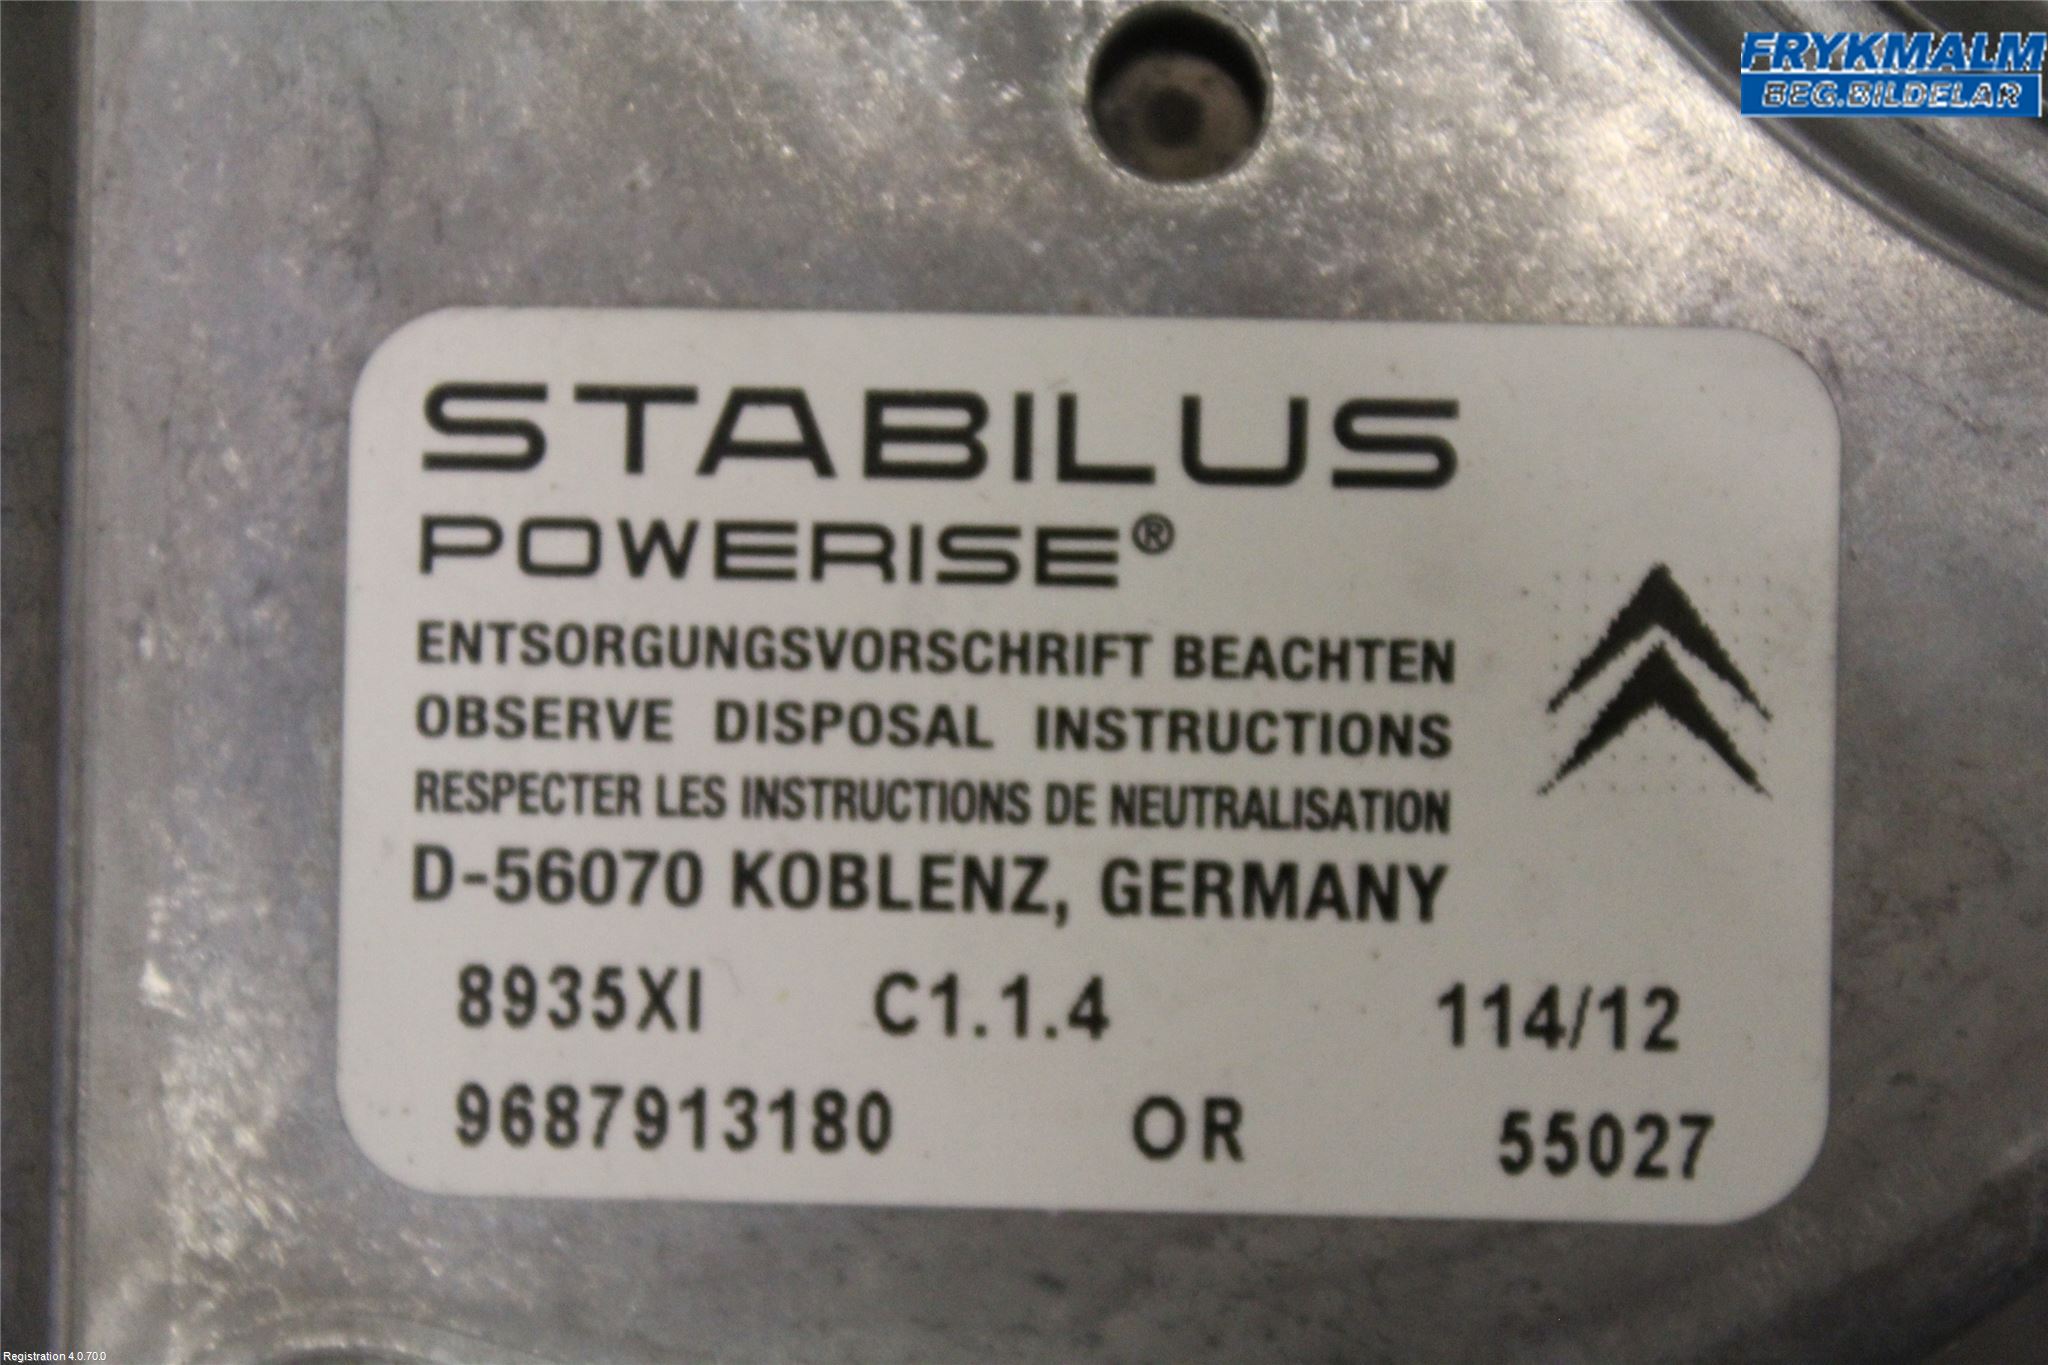 FRYKMALM
BEG.BILDELAR
STABILUS
POWERISE®
ENTSORGUNGSVORSCHRIFT BEACHTEN
OBSERVE DISPOSAL INSTRUCTIONS
RESPECTER LES INSTRUCTIONS DE NEUTRALISATION
D-56070 KOBLENZ, GERMANY
8935XI C1.1.4 114/12
9687913180 OR 55027
Registration 4.0.70.0